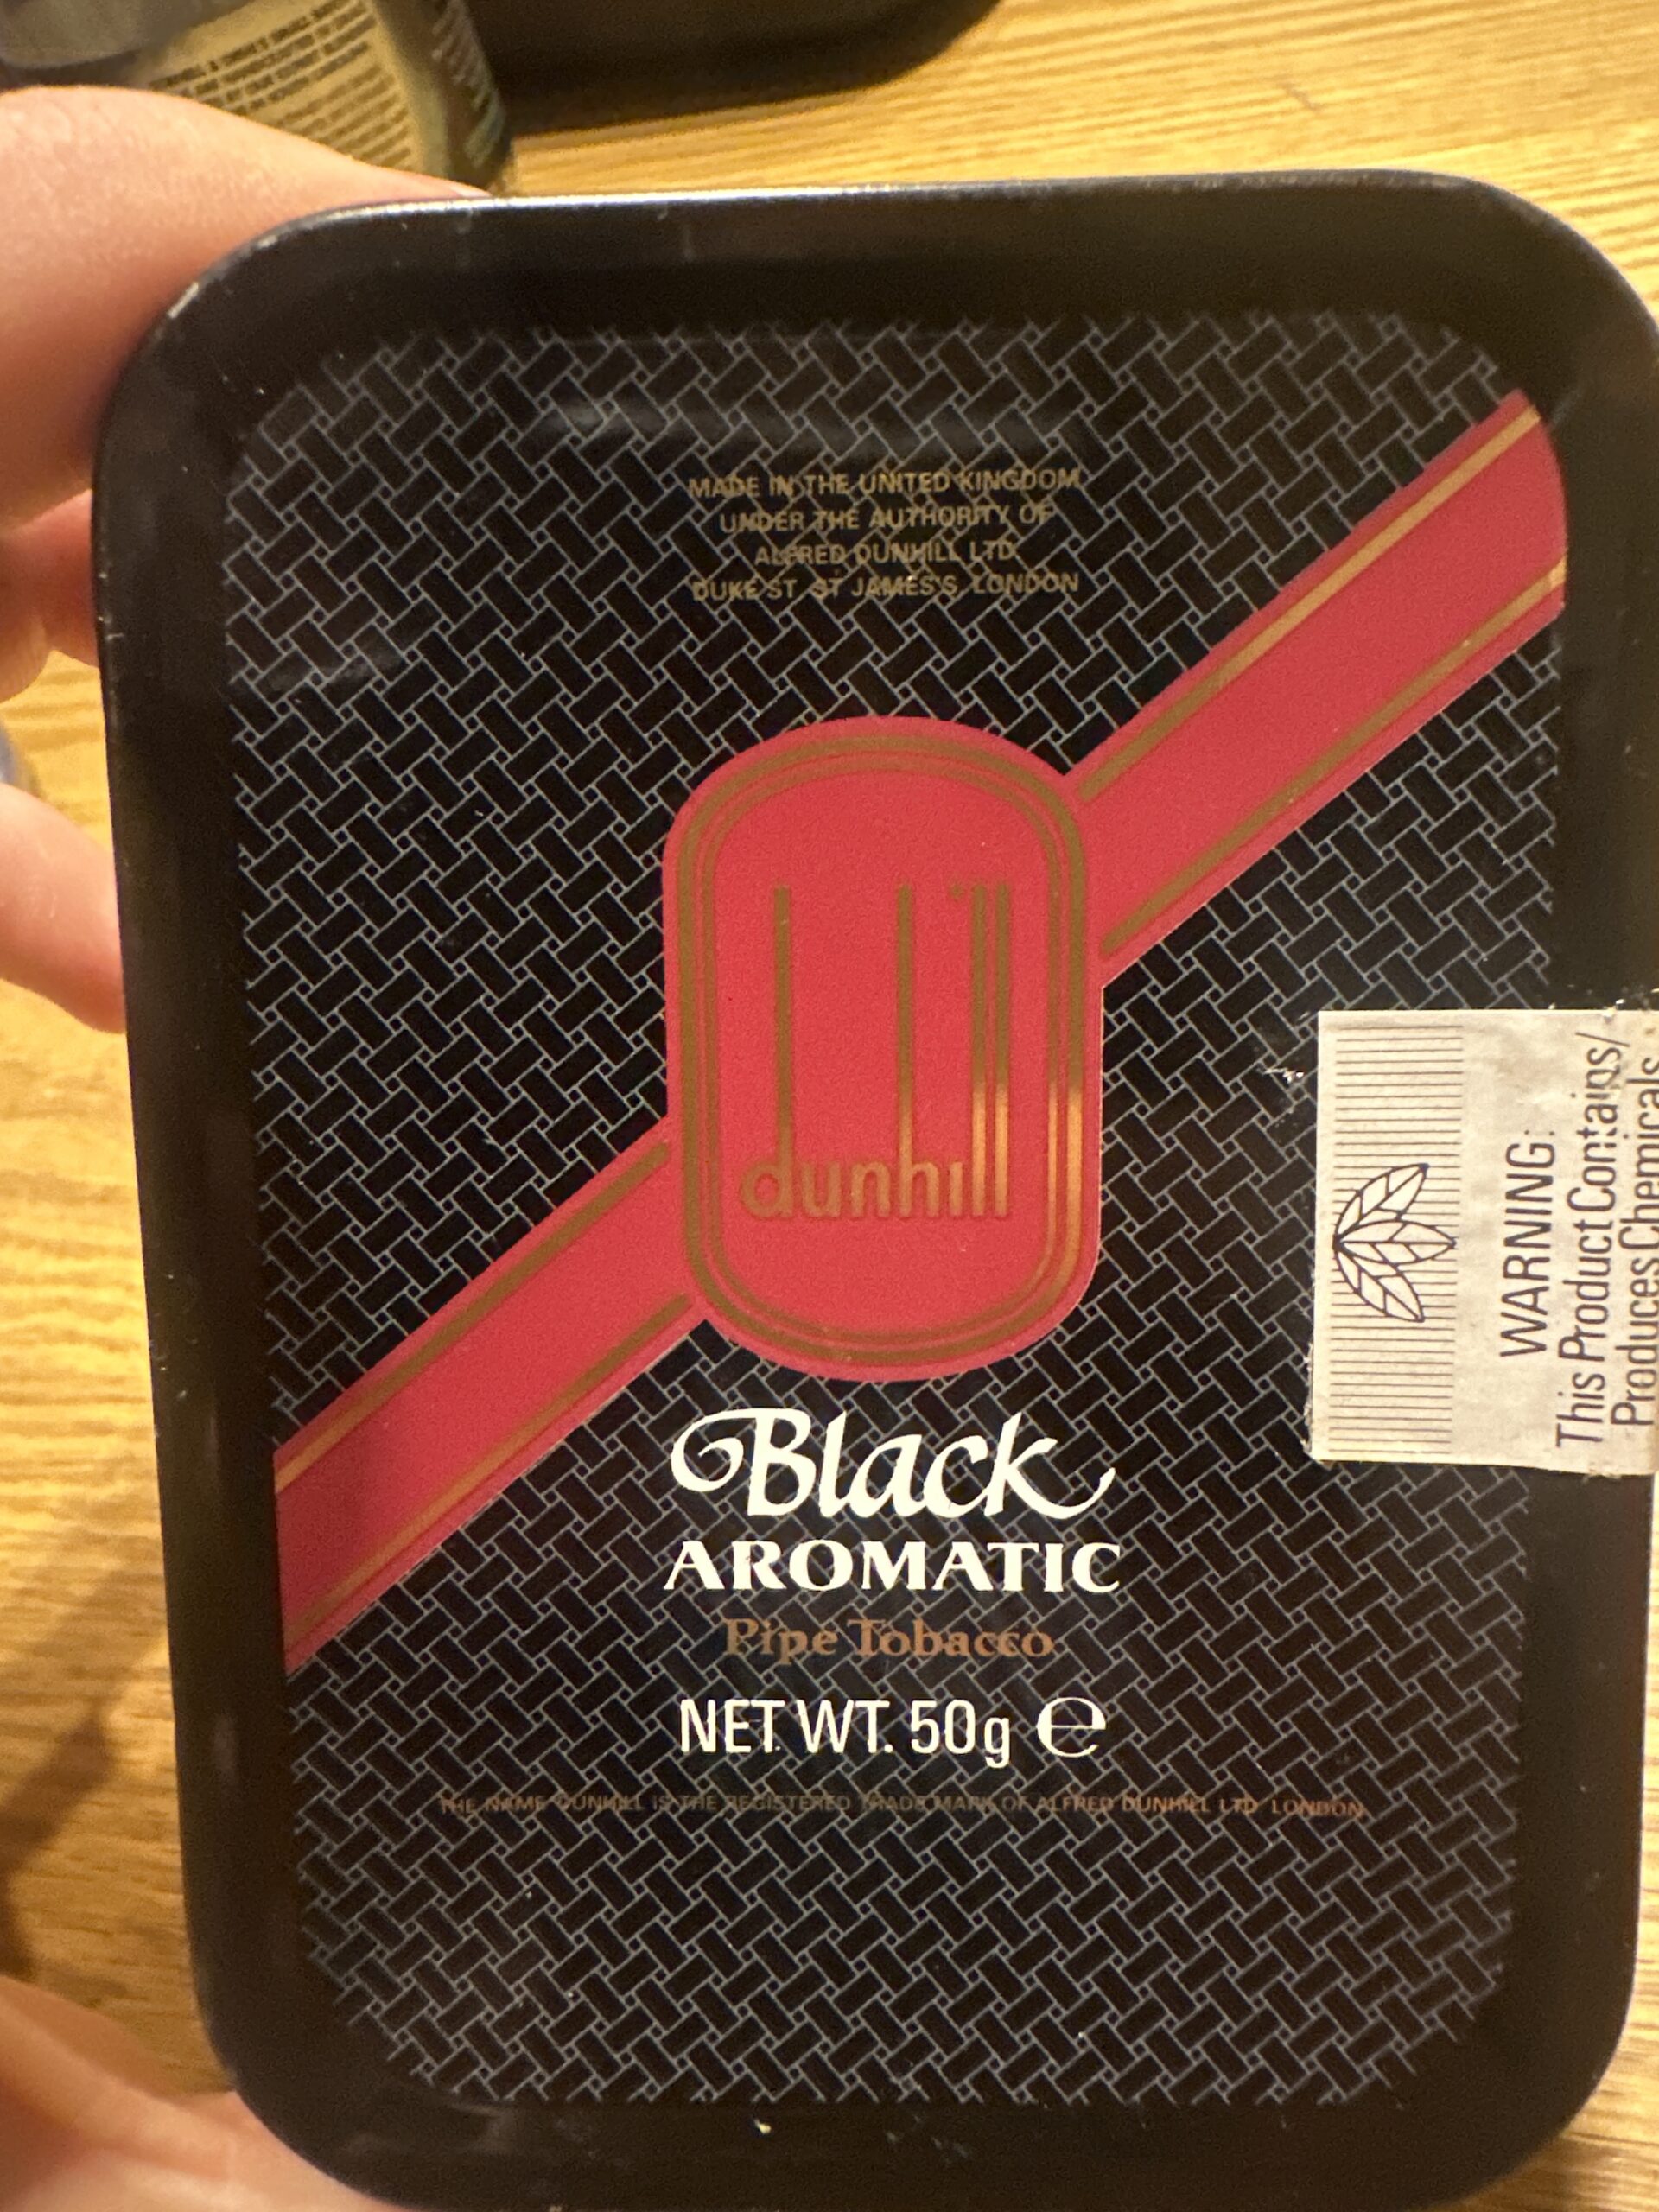 MADE IN THE UNITED KINGDOM
UNDER THE AUTHORITY OF
ALFRED DUNHILL LTD
DUKE ST. ST JAMES'S, LONDON
dunhill
Black
AROMATIC
Pipe Tobacco
NET WT. 50g ℮
THE NAME DUNHILL IS THE REGISTERED TRADE MARK OF ALFRED DUNHILL LTD LONDON
WARNING:
This Product Contains/
Produces Chemicals